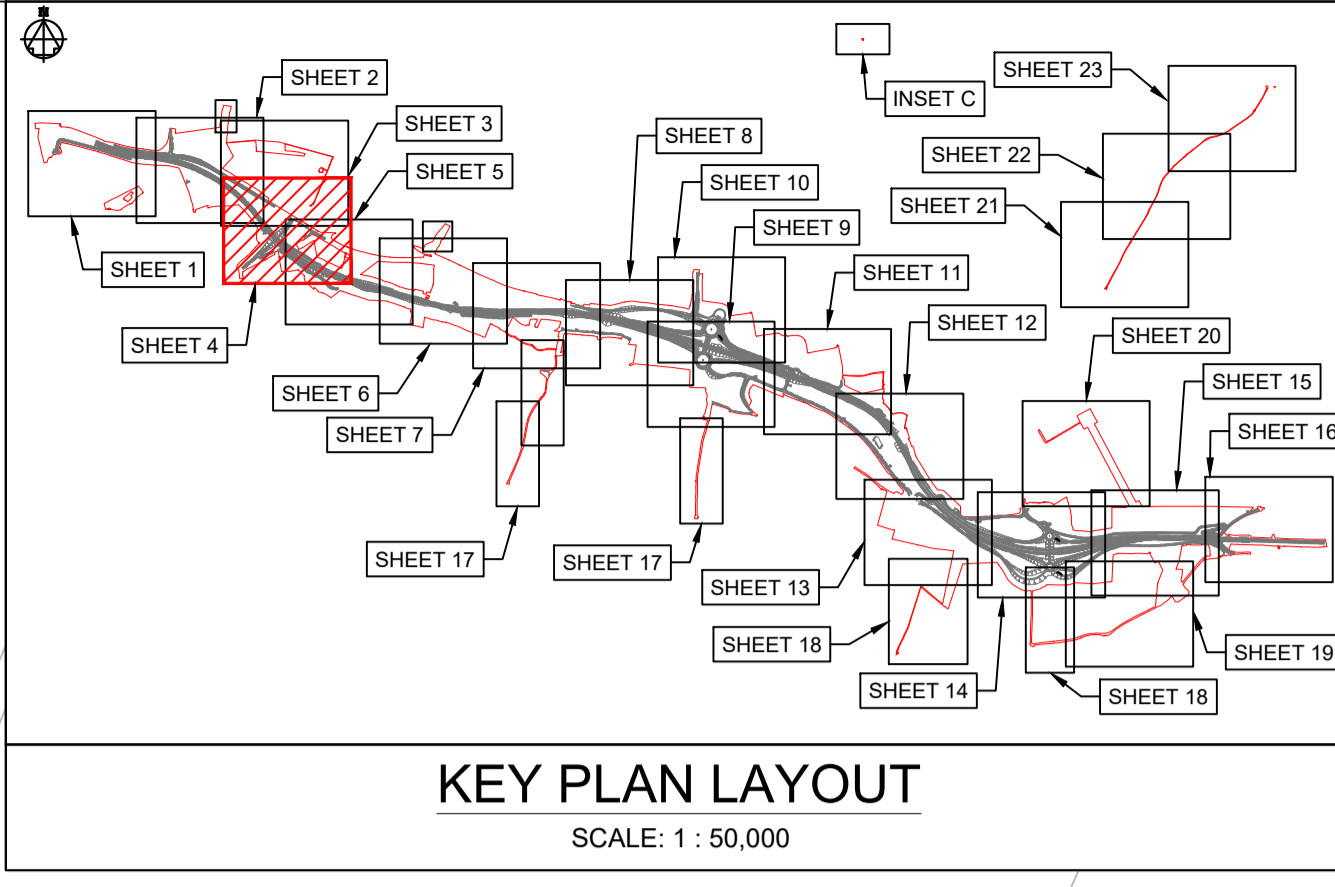 SHEET 2
SHEET 3
SHEET 5
SHEET 1
SHEET 4
SHEET 6
SHEET 7
SHEET 8
SHEET 10
SHEET 9
SHEET 11
SHEET 12
INSET C
SHEET 23
SHEET 22
SHEET 21
SHEET 20
SHEET 15
SHEET 16
SHEET 17
SHEET 17
SHEET 13
SHEET 18
SHEET 14
SHEET 18
SHEET 19
KEY PLAN LAYOUT
SCALE: 1 : 50,000